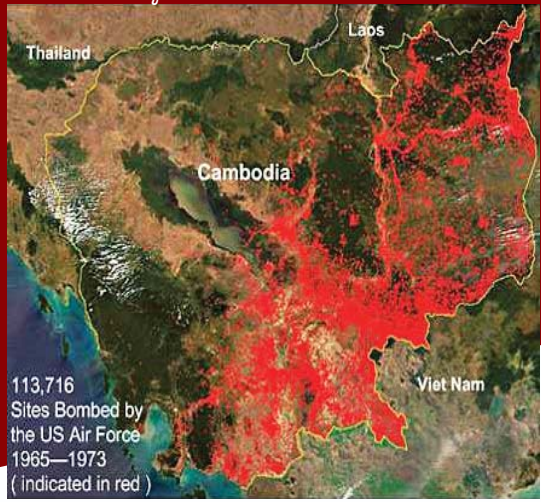 Laos
Thailand
Cambodia
Viet Nam
113,716
Sites Bombed by
the US Air Force
1965—1973
( indicated in red )